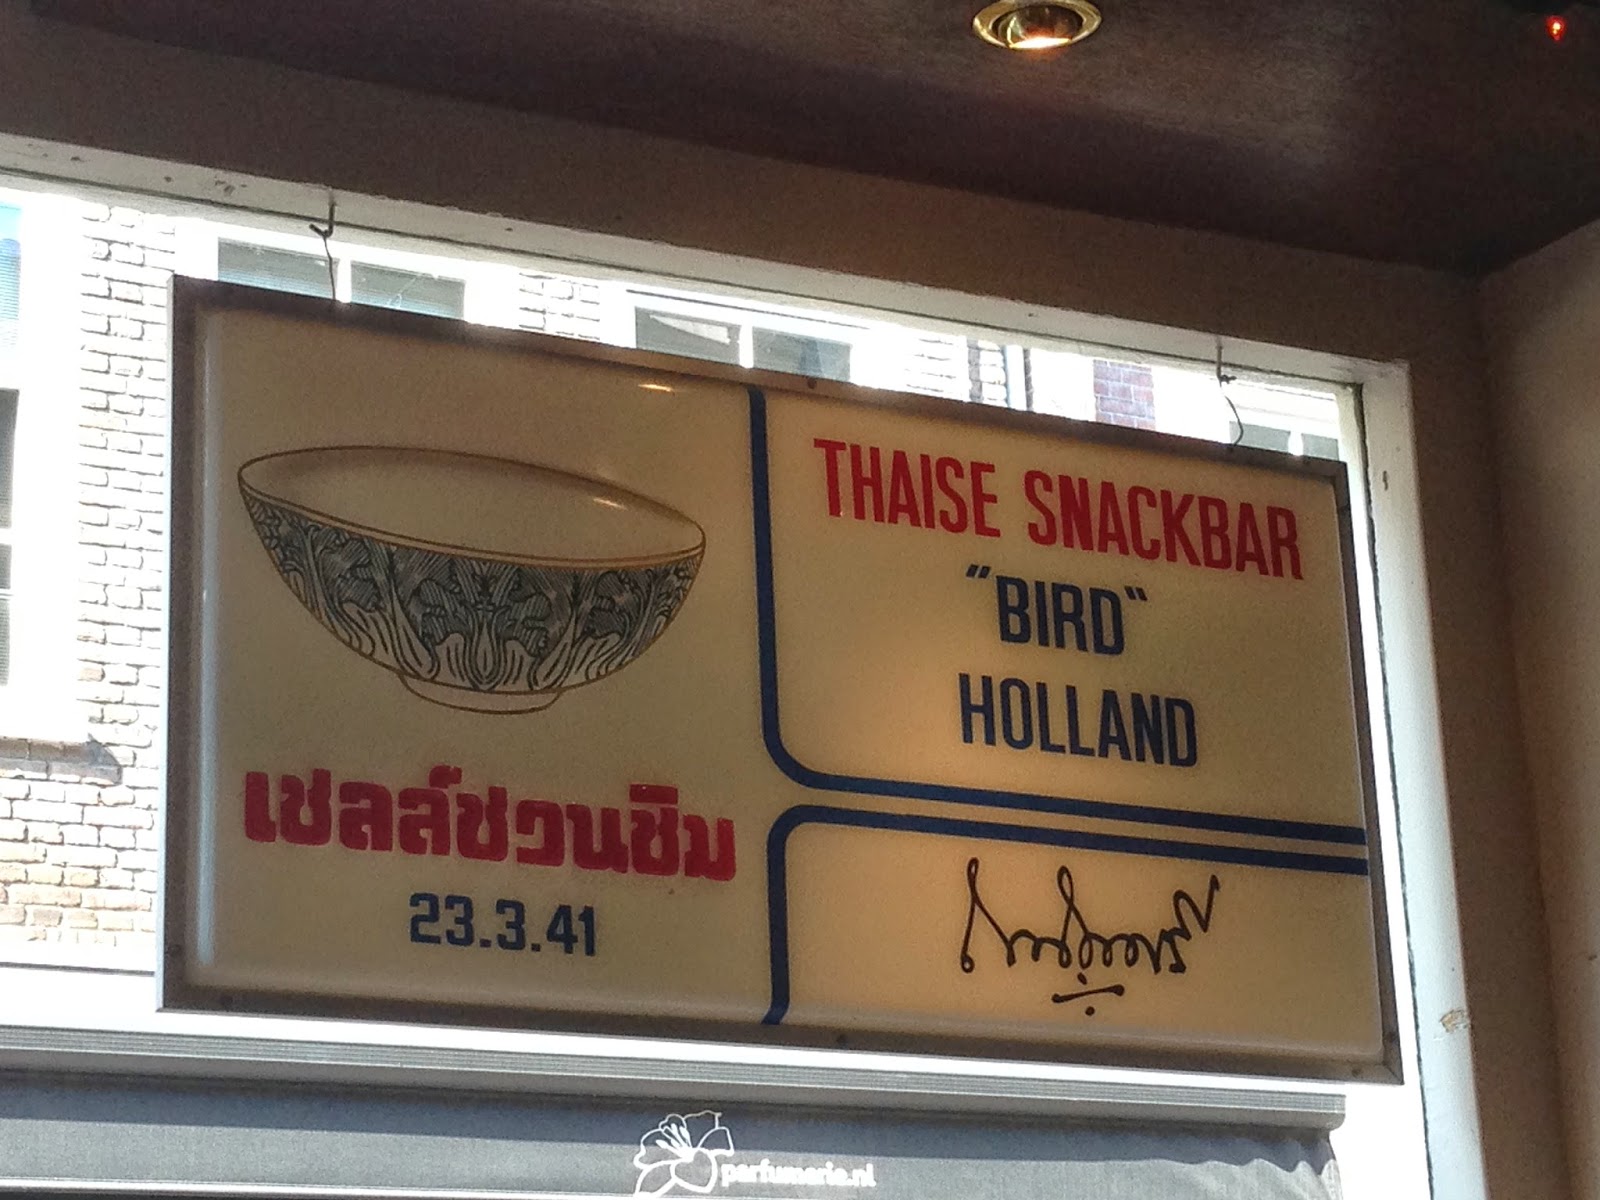 เชลล์ชวนชิม
23.3.41
THAISE SNACKBAR
"BIRD"
HOLLAND
parfumerie.nl